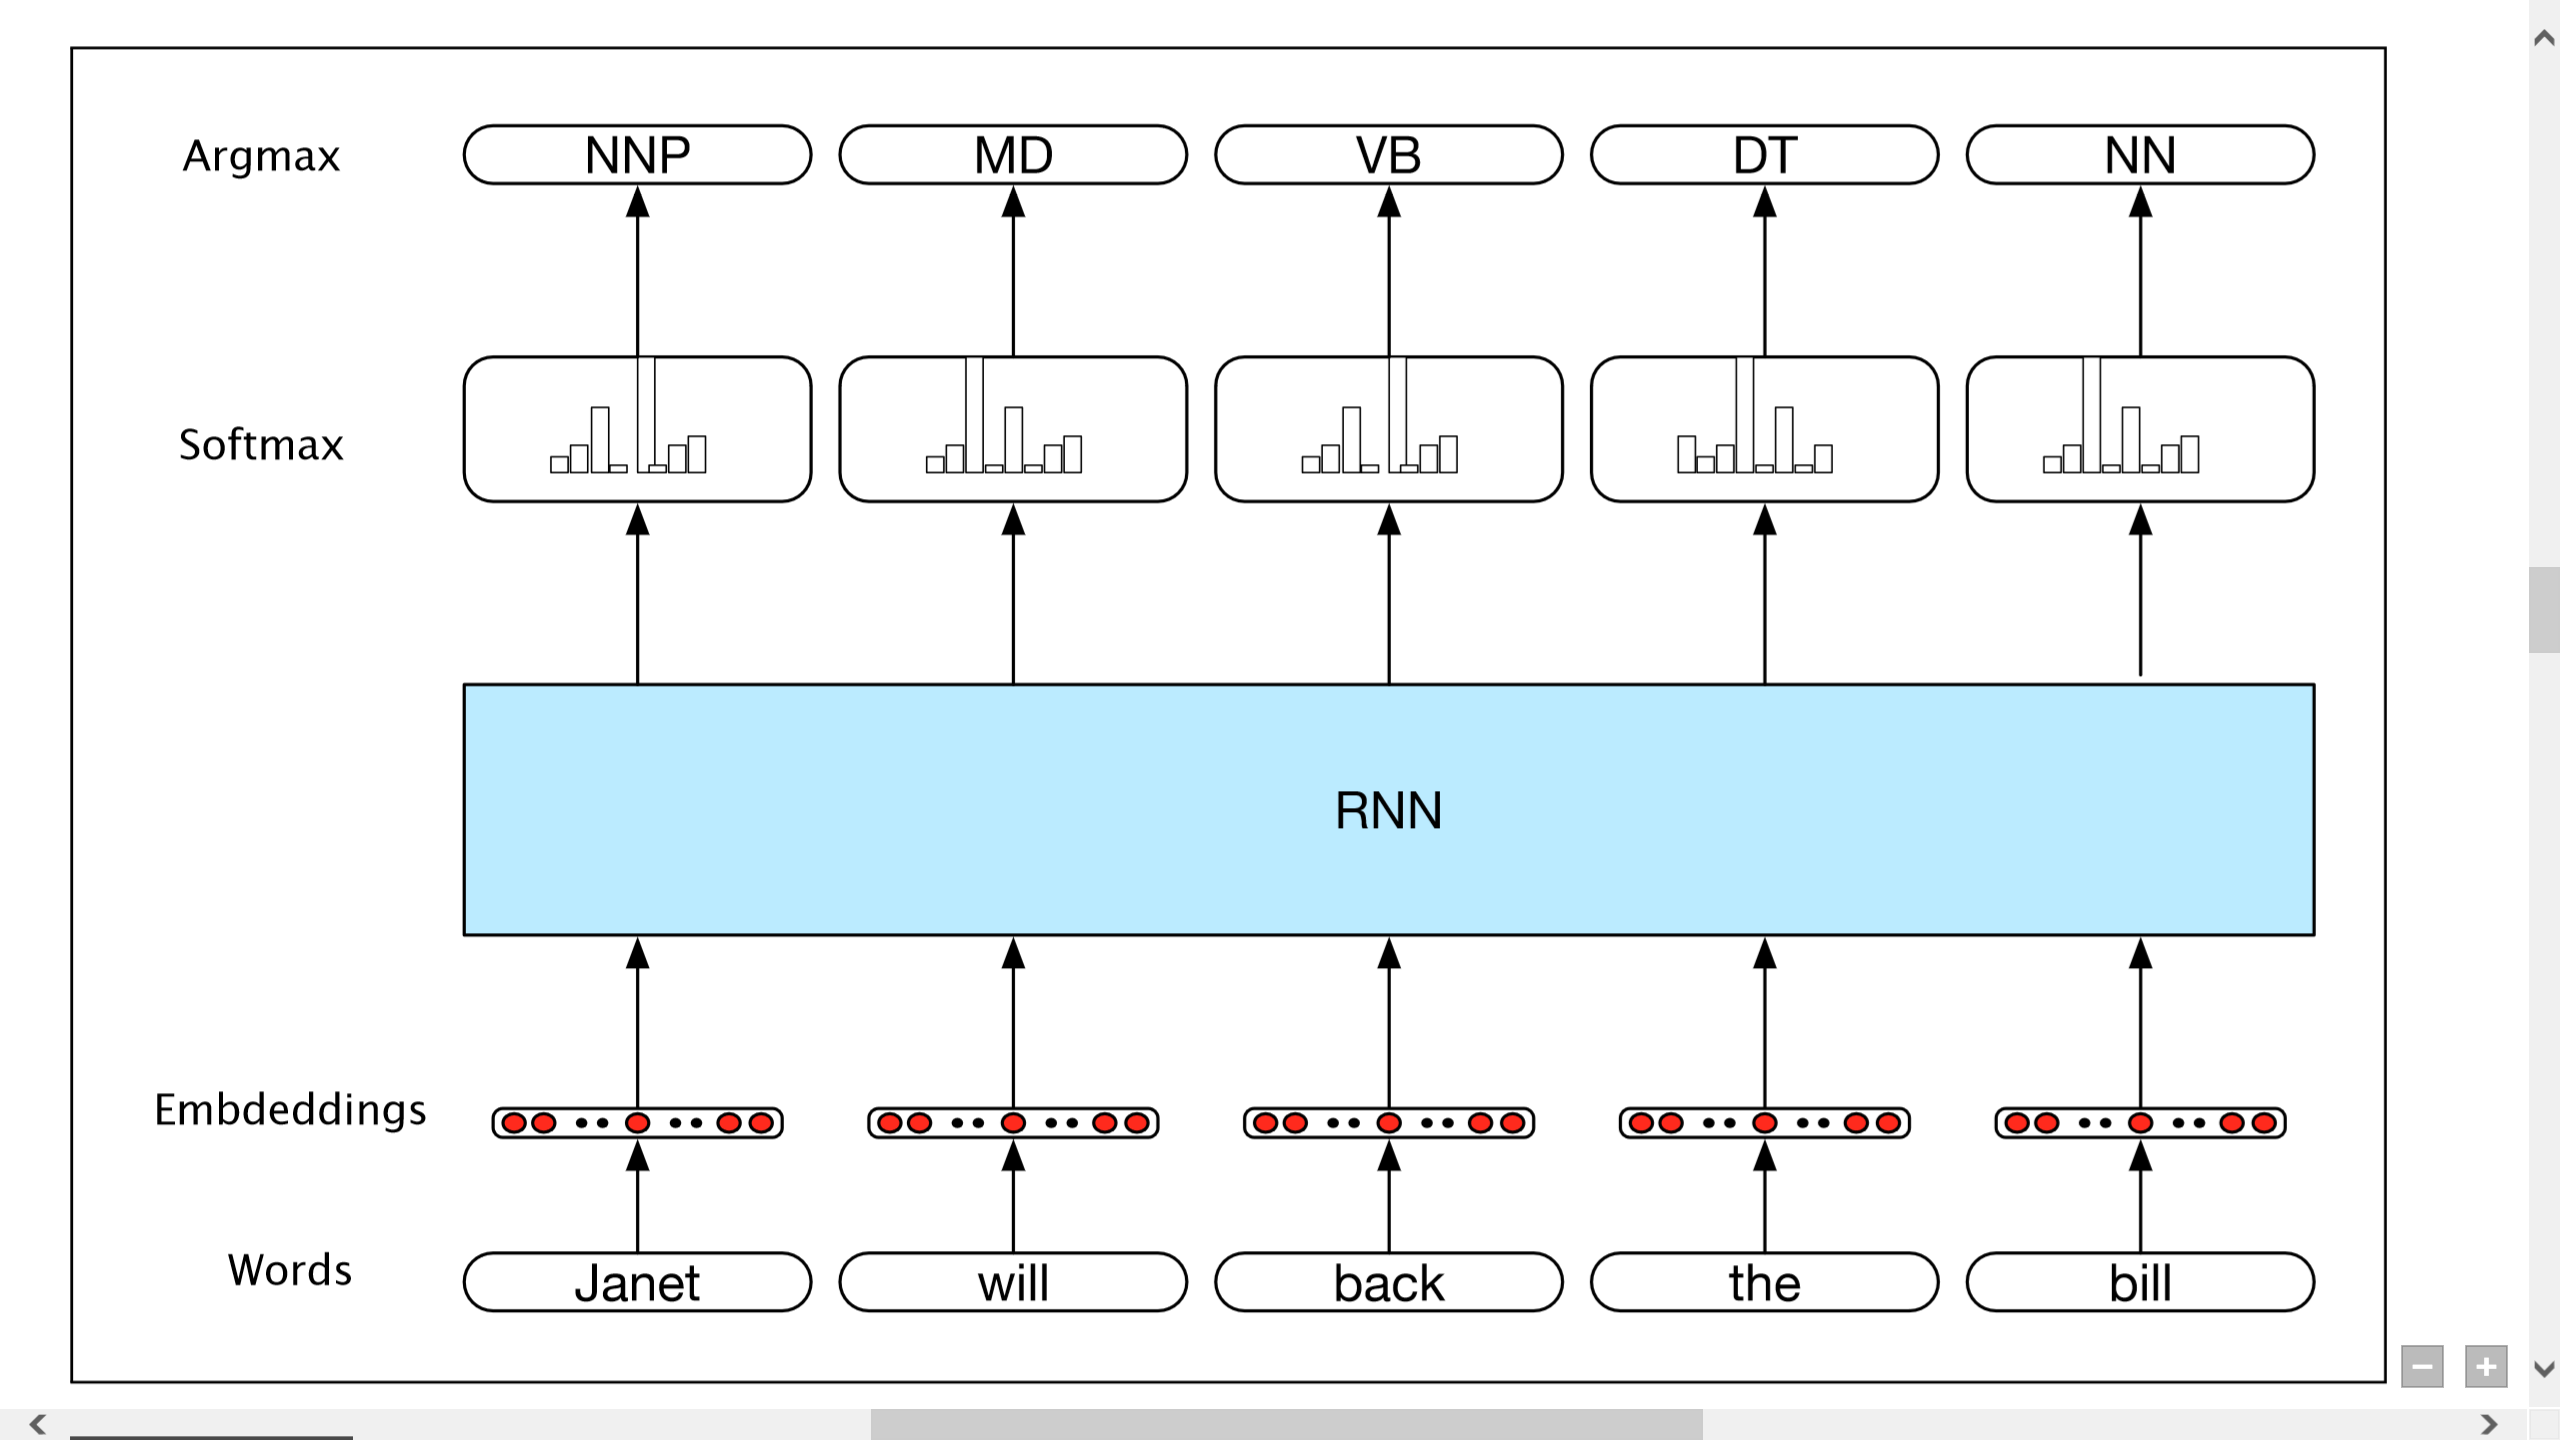 Argmax NNP MD VB DT NN
Softmax
RNN
Embdeddings
Words Janet will back the bill